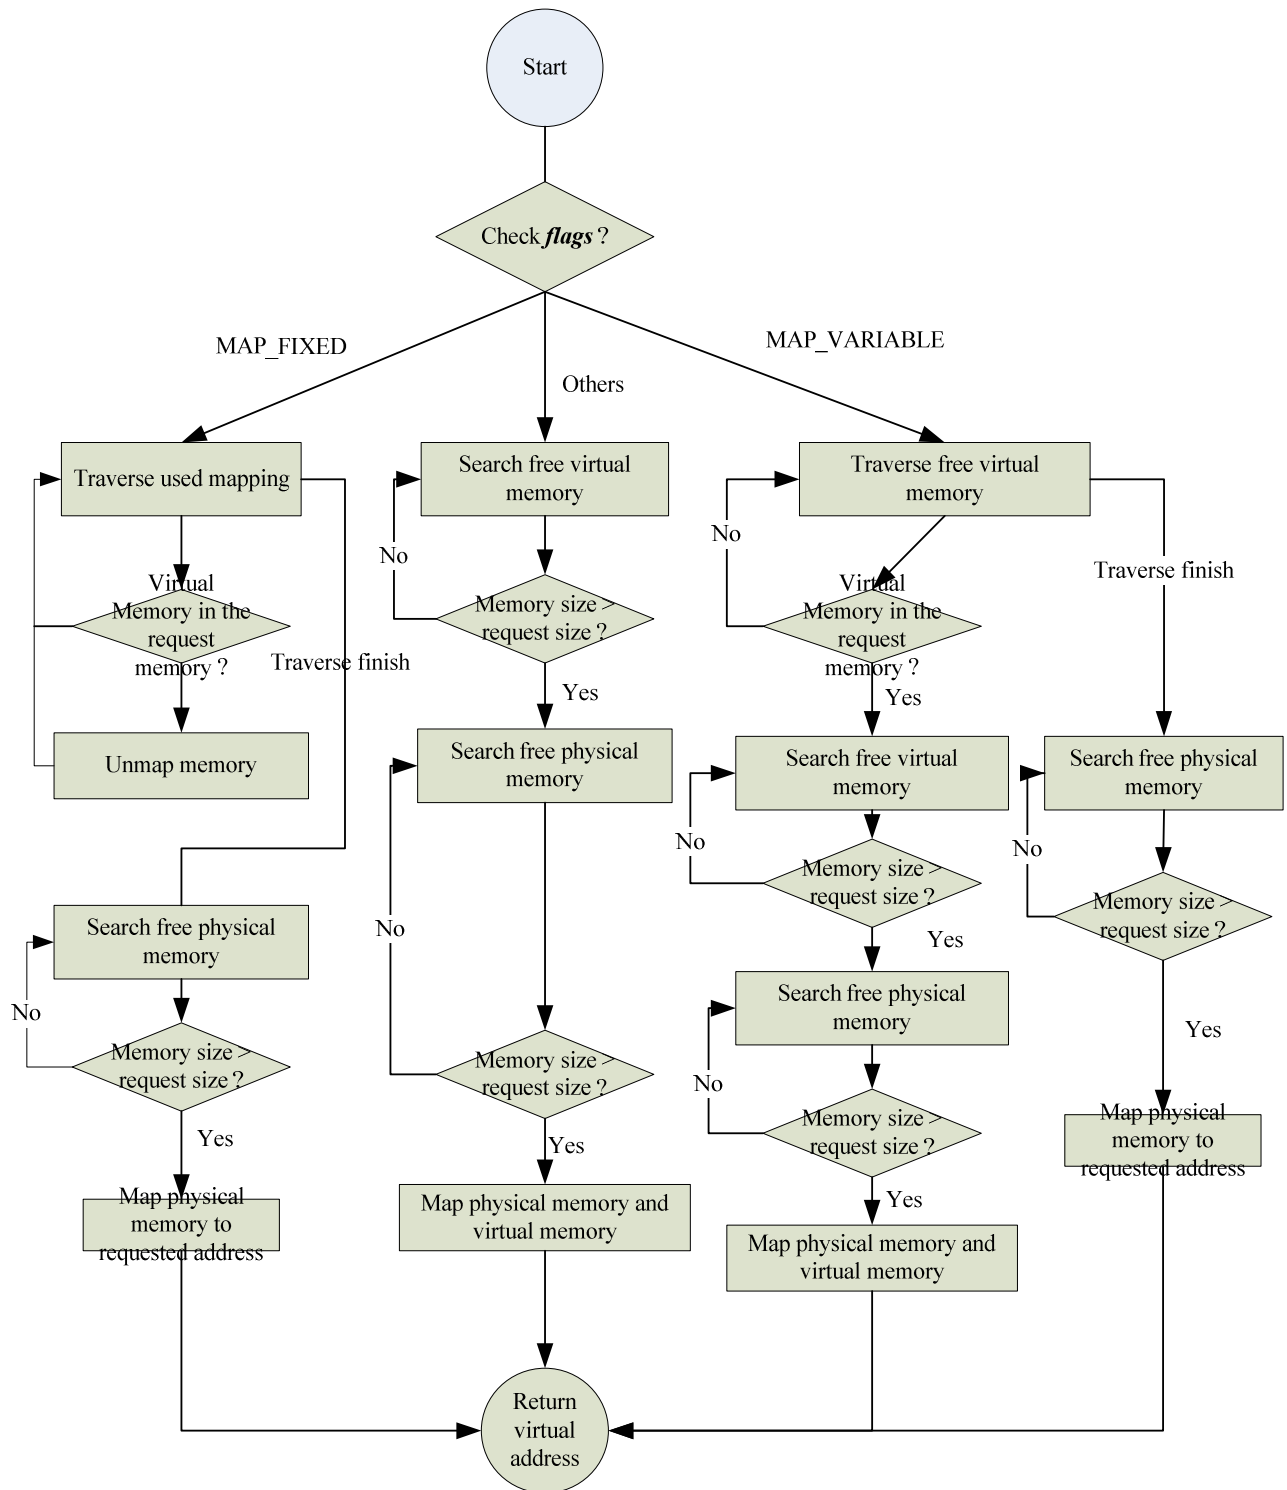 Start
Check flags ?
MAP_FIXED
MAP_VARIABLE
Others
Traverse used mapping
Search free virtual
memory
Traverse free virtual
memory
No
No
Traverse finish
Virtual
Memory in the
request
memory ?
Memory size >
request size ?
Virtual
Memory in the
request
memory ?
Traverse finish
Yes
Yes
Unmap memory
Search free physical
memory
Search free virtual
memory
Search free physical
memory
No
No
Memory size >
request size ?
Memory size >
request size ?
Search free physical
memory
No
Yes
No
Search free physical
memory
Yes
Memory size >
request size ?
Memory size >
request size ?
No
Memory size >
request size ?
Yes
Yes
Yes
Map physical
memory to
requested address
Map physical
memory to
requested address
Map physical memory and
virtual memory
Yes
Map physical memory and
virtual memory
Return
virtual
address